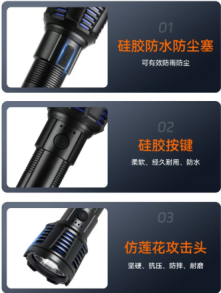 01
硅胶防水防尘塞
可有效防雨防尘
02
硅胶按键
柔软、经久耐用、防水
03
仿莲花攻击头
坚硬、抗压、防摔、耐磨